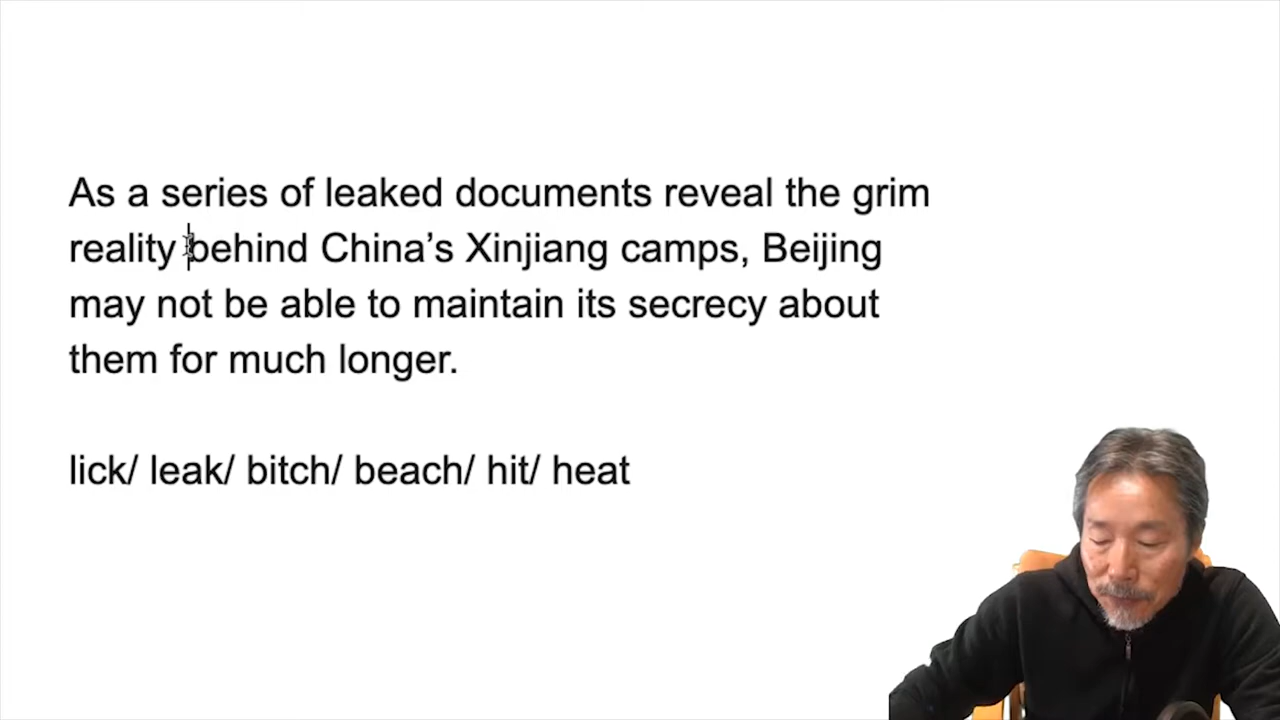 As a series of leaked documents reveal the grim
reality behind China’s Xinjiang camps, Beijing
may not be able to maintain its secrecy about
them for much longer.
lick/ leak/ bitch/ beach/ hit/ heat